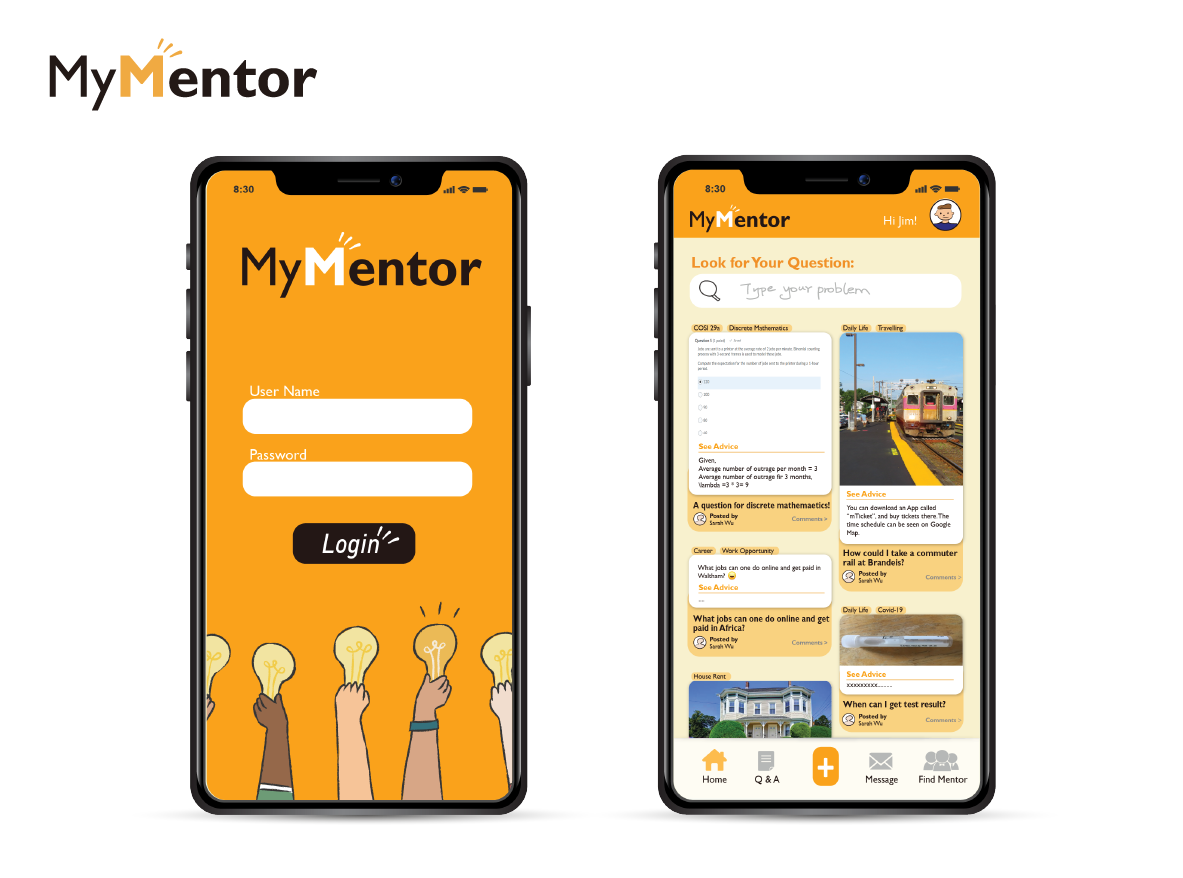 MyMentor
8:30
MyMentor
User Name
Password
Login
8:30
MyMentor
Hi Jim!
Look for Your Question:
Type your problem
COSI 29a Discrete Mathematics
Question 5
See Advice
Given,
Average number of outrage per month = 3
Average number of outrage fir 3 months,
\lambda =3 * 3= 9
A question for discrete mathemaetics!
Posted by
Sarah Wu
Comments >
Career Work Opportunity
What jobs can one do online and get paid in
Waltham? 😀
See Advice
...
What jobs can one do online and get
paid in Africa?
Posted by
Sarah Wu
Comments >
House Rent
Daily Life Travelling
See Advice
You can download an App called
"mTicket", and buy tickets there. The
time schedule can be seen on Google
Map.
How could I take a commuter
rail at Brandeis?
Posted by
Sarah Wu
Comments >
Daily Life Covid-19
See Advice
xxxxxxxxx.........
When can I get test result?
Posted by
Sarah Wu
Comments >
Home
Q & A
+
Message
Find Mentor